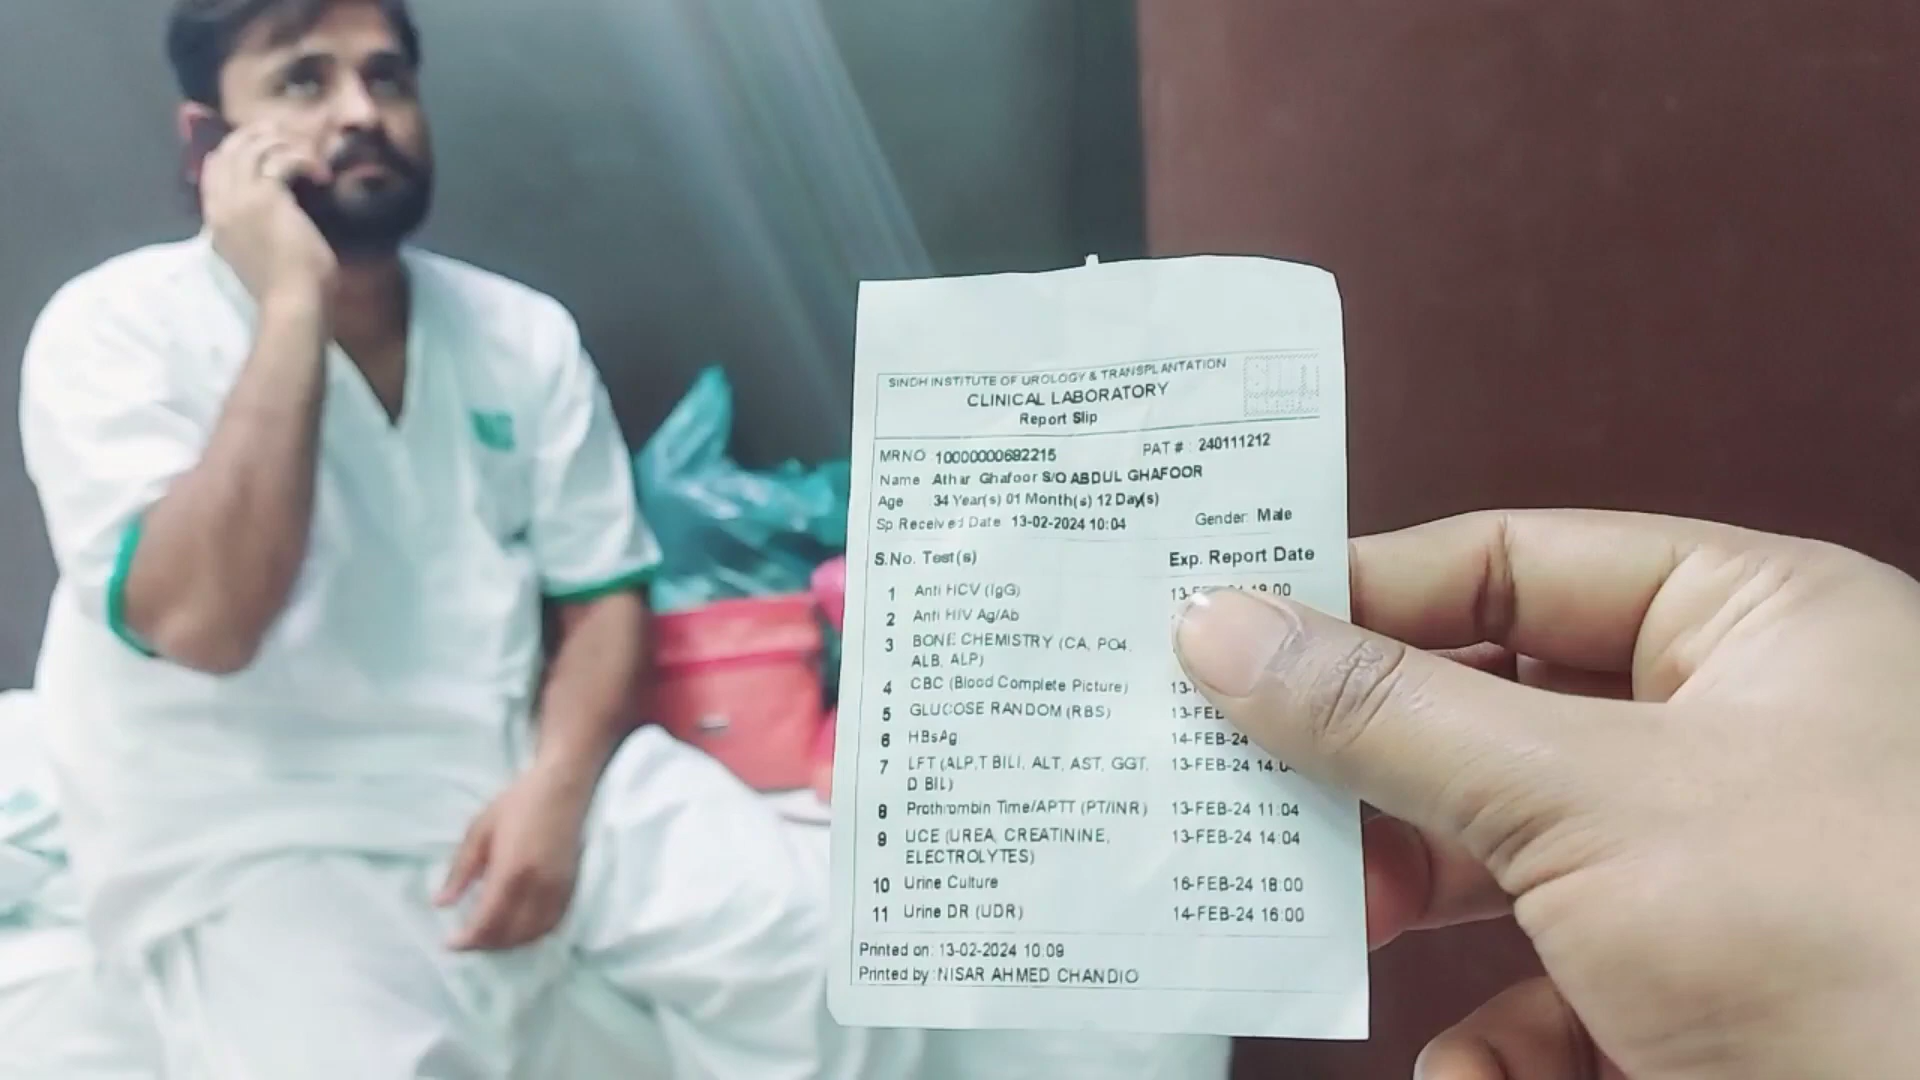 SINDH INSTITUTE OF UROLOGY & TRANSPLANTATION
CLINICAL LABORATORY
Report Slip
MRNO 10000000692215 PAT # : 240111212
Name Athar Ghafoor S/O ABDUL GHAFOOR
Age 34 Year(s) 01 Month(s) 12 Day(s)
Sp Received Date 13-02-2024 10:04 Gender: Male
S.No. Test(s) Exp. Report Date
1 Anti HCV (IgG)
2 Anti HIV Ag/Ab
3 BONE CHEMISTRY (CA, PO4,
ALB, ALP)
4 CBC (Blood Complete Picture) 13-
5 GLUCOSE RANDOM (RBS) 13-FEB
6 HBsAg 14-FEB-24
7 LFT (ALP,T BILI, ALT, AST, GGT, 13-FEB-24
D BIL)
8 Prothrombin Time/APTT (PT/INR) 13-FEB-24 11:04
9 UCE (UREA, CREATININE, 13-FEB-24 14:04
ELECTROLYTES)
10 Urine Culture 16-FEB-24 18:00
11 Urine DR (UDR) 14-FEB-24 16:00
Printed on: 13-02-2024 10:09
Printed by :NISAR AHMED CHANDIO